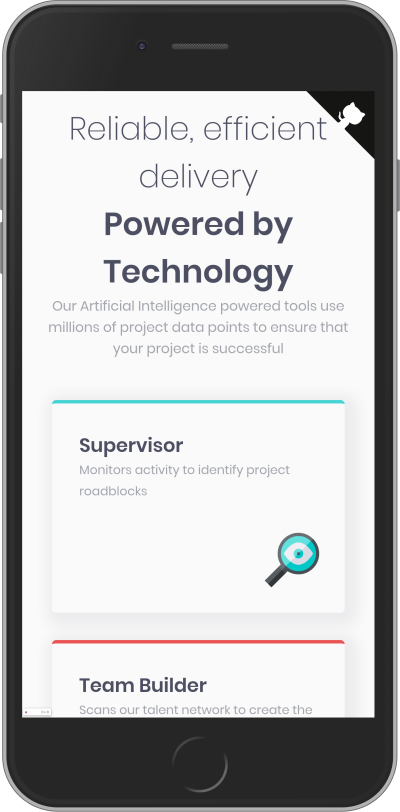 Reliable, efficient
delivery
Powered by
Technology
Our Artificial Intelligence powered tools use
millions of project data points to ensure that
your project is successful
Supervisor
Monitors activity to identify project
roadblocks
Team Builder
Scans our talent network to create the